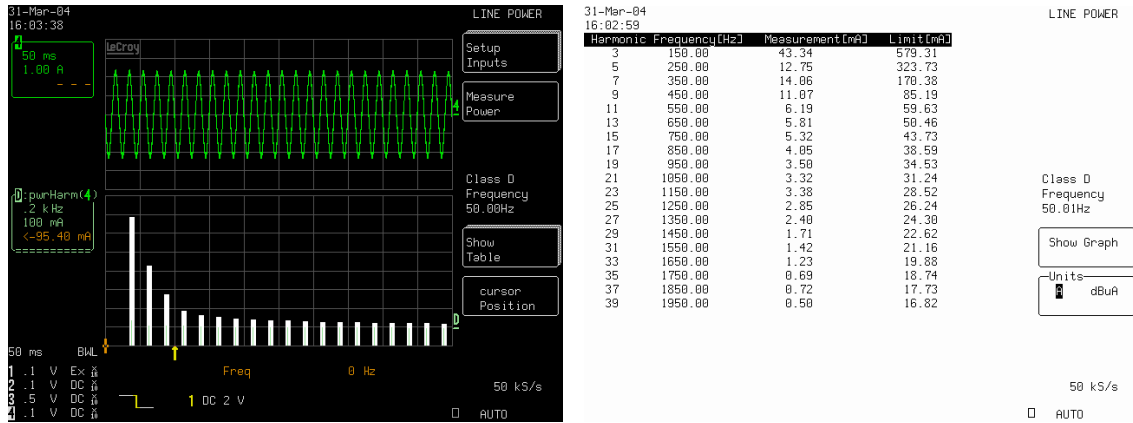 31-Mar-04
16:03:38
LINE POWER
4
50 ms
1.00 A
---
LeCroy
Setup
Inputs
Measure
Power
4
Class D
Frequency
50.00Hz
D:pwrHarm(4)
.2 kHz
100 mA
<-95.40 mA
Show
Table
cursor
Position
D
50 ms BWL
Freq 0 Hz
1 .1 V Ex
2 .1 V DC
3 .5 V DC
4 .1 V DC
1 DC 2 V
50 kS/s
AUTO
31-Mar-04
16:02:59
LINE POWER
Harmonic Frequency[Hz] Measurement[mA] Limit[mA]
3 150.00 43.34 579.31
5 250.00 12.75 323.73
7 350.00 14.06 170.38
9 450.00 11.07 85.19
11 550.00 6.19 59.63
13 650.00 5.81 50.46
15 750.00 5.32 43.73
17 850.00 4.05 38.59
19 950.00 3.50 34.53
21 1050.00 3.32 31.24
23 1150.00 3.38 28.52
25 1250.00 2.85 26.24
27 1350.00 2.40 24.30
29 1450.00 1.71 22.62
31 1550.00 1.42 21.16
33 1650.00 1.23 19.88
35 1750.00 0.69 18.74
37 1850.00 0.72 17.73
39 1950.00 0.50 16.82
Class D
Frequency
50.01Hz
Show Graph
Units
A dBuA
50 kS/s
AUTO